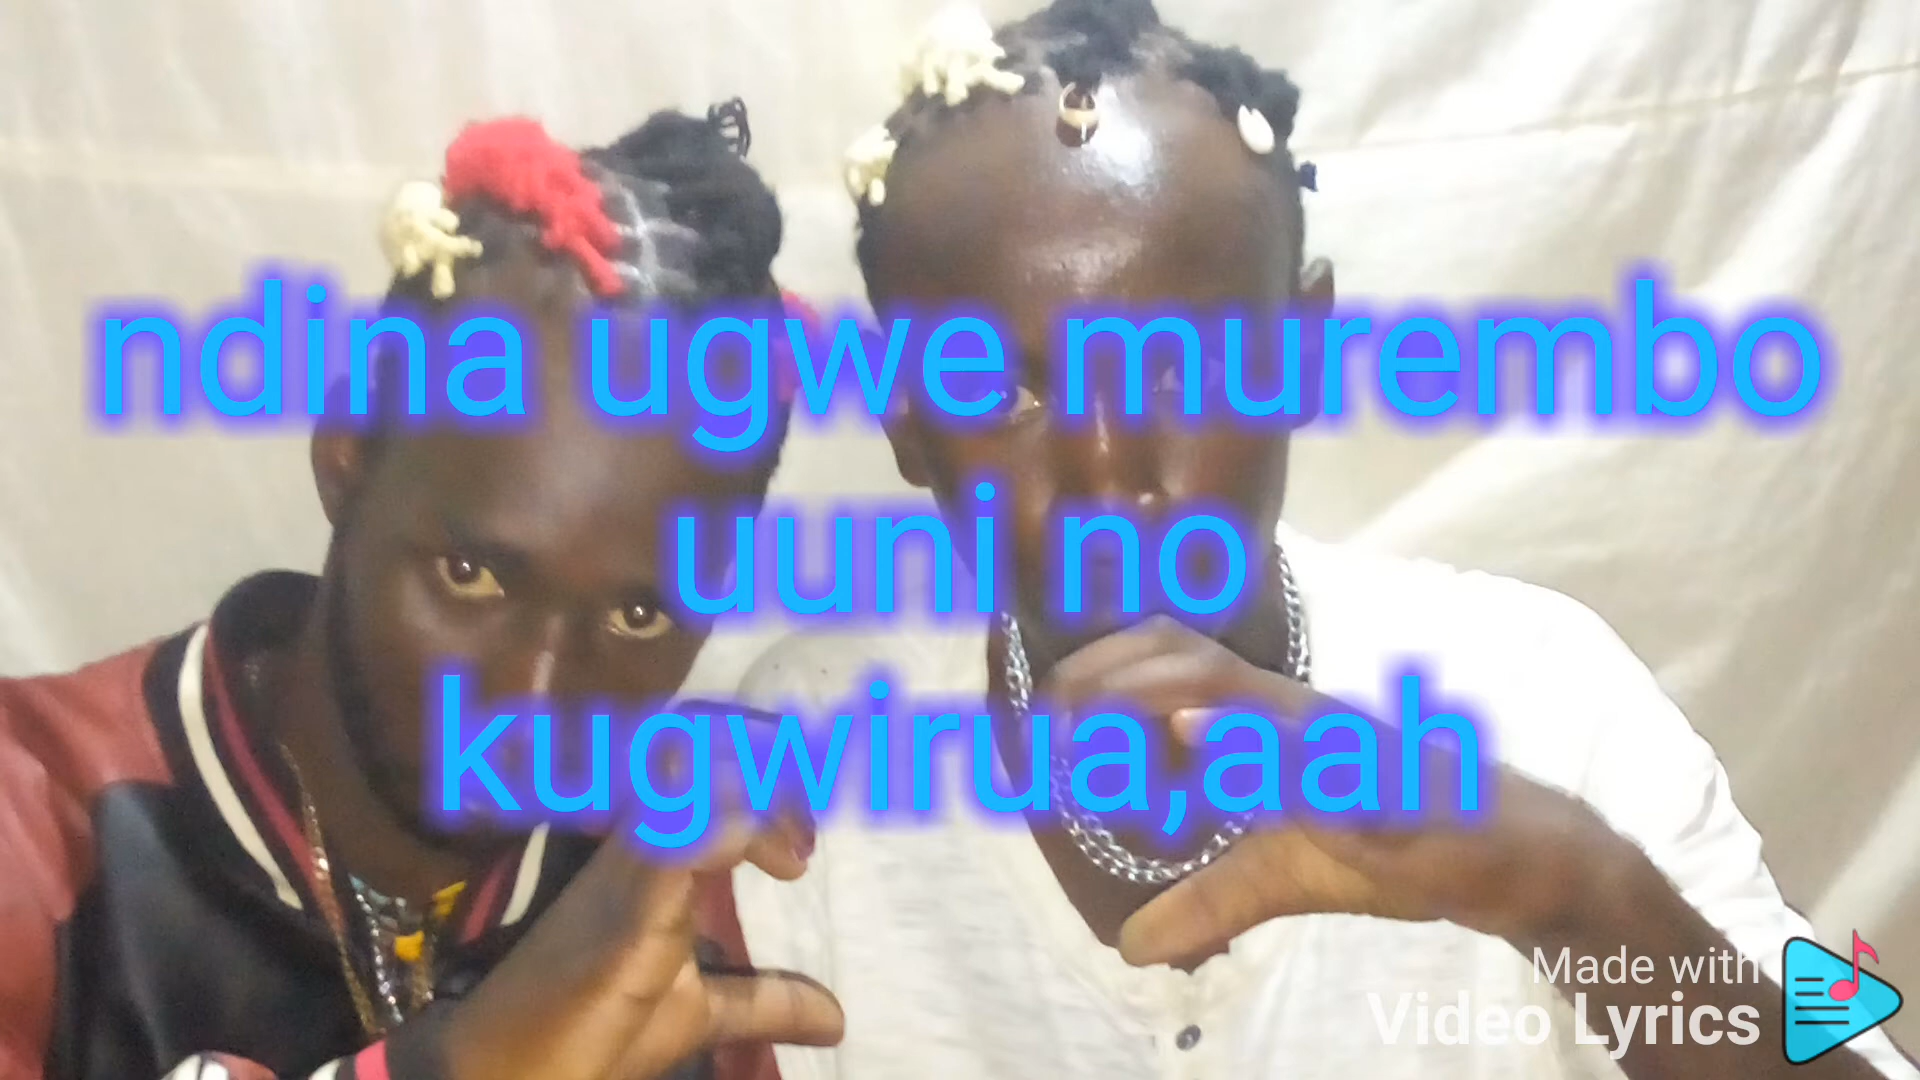 ndina ugwe murembo
uuni no
kugwirua,aah
Made with
Video Lyrics